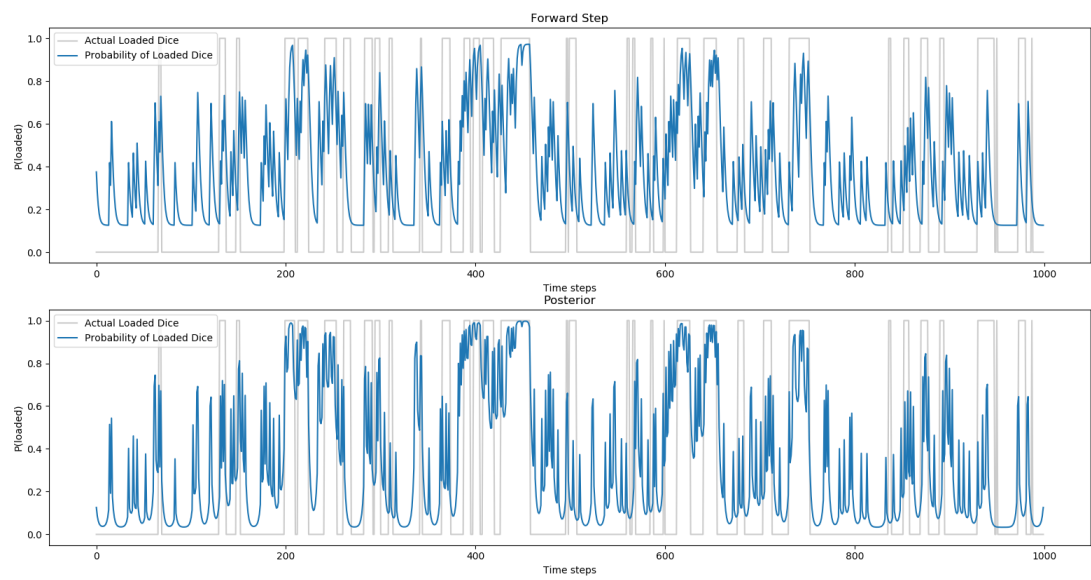 Forward Step
Actual Loaded Dice
Probability of Loaded Dice
P(loaded)
1.0
0.8
0.6
0.4
0.2
0.0
0 200 400 600 800 1000
Time steps
Posterior
Actual Loaded Dice
Probability of Loaded Dice
P(loaded)
1.0
0.8
0.6
0.4
0.2
0.0
0 200 400 600 800 1000
Time steps